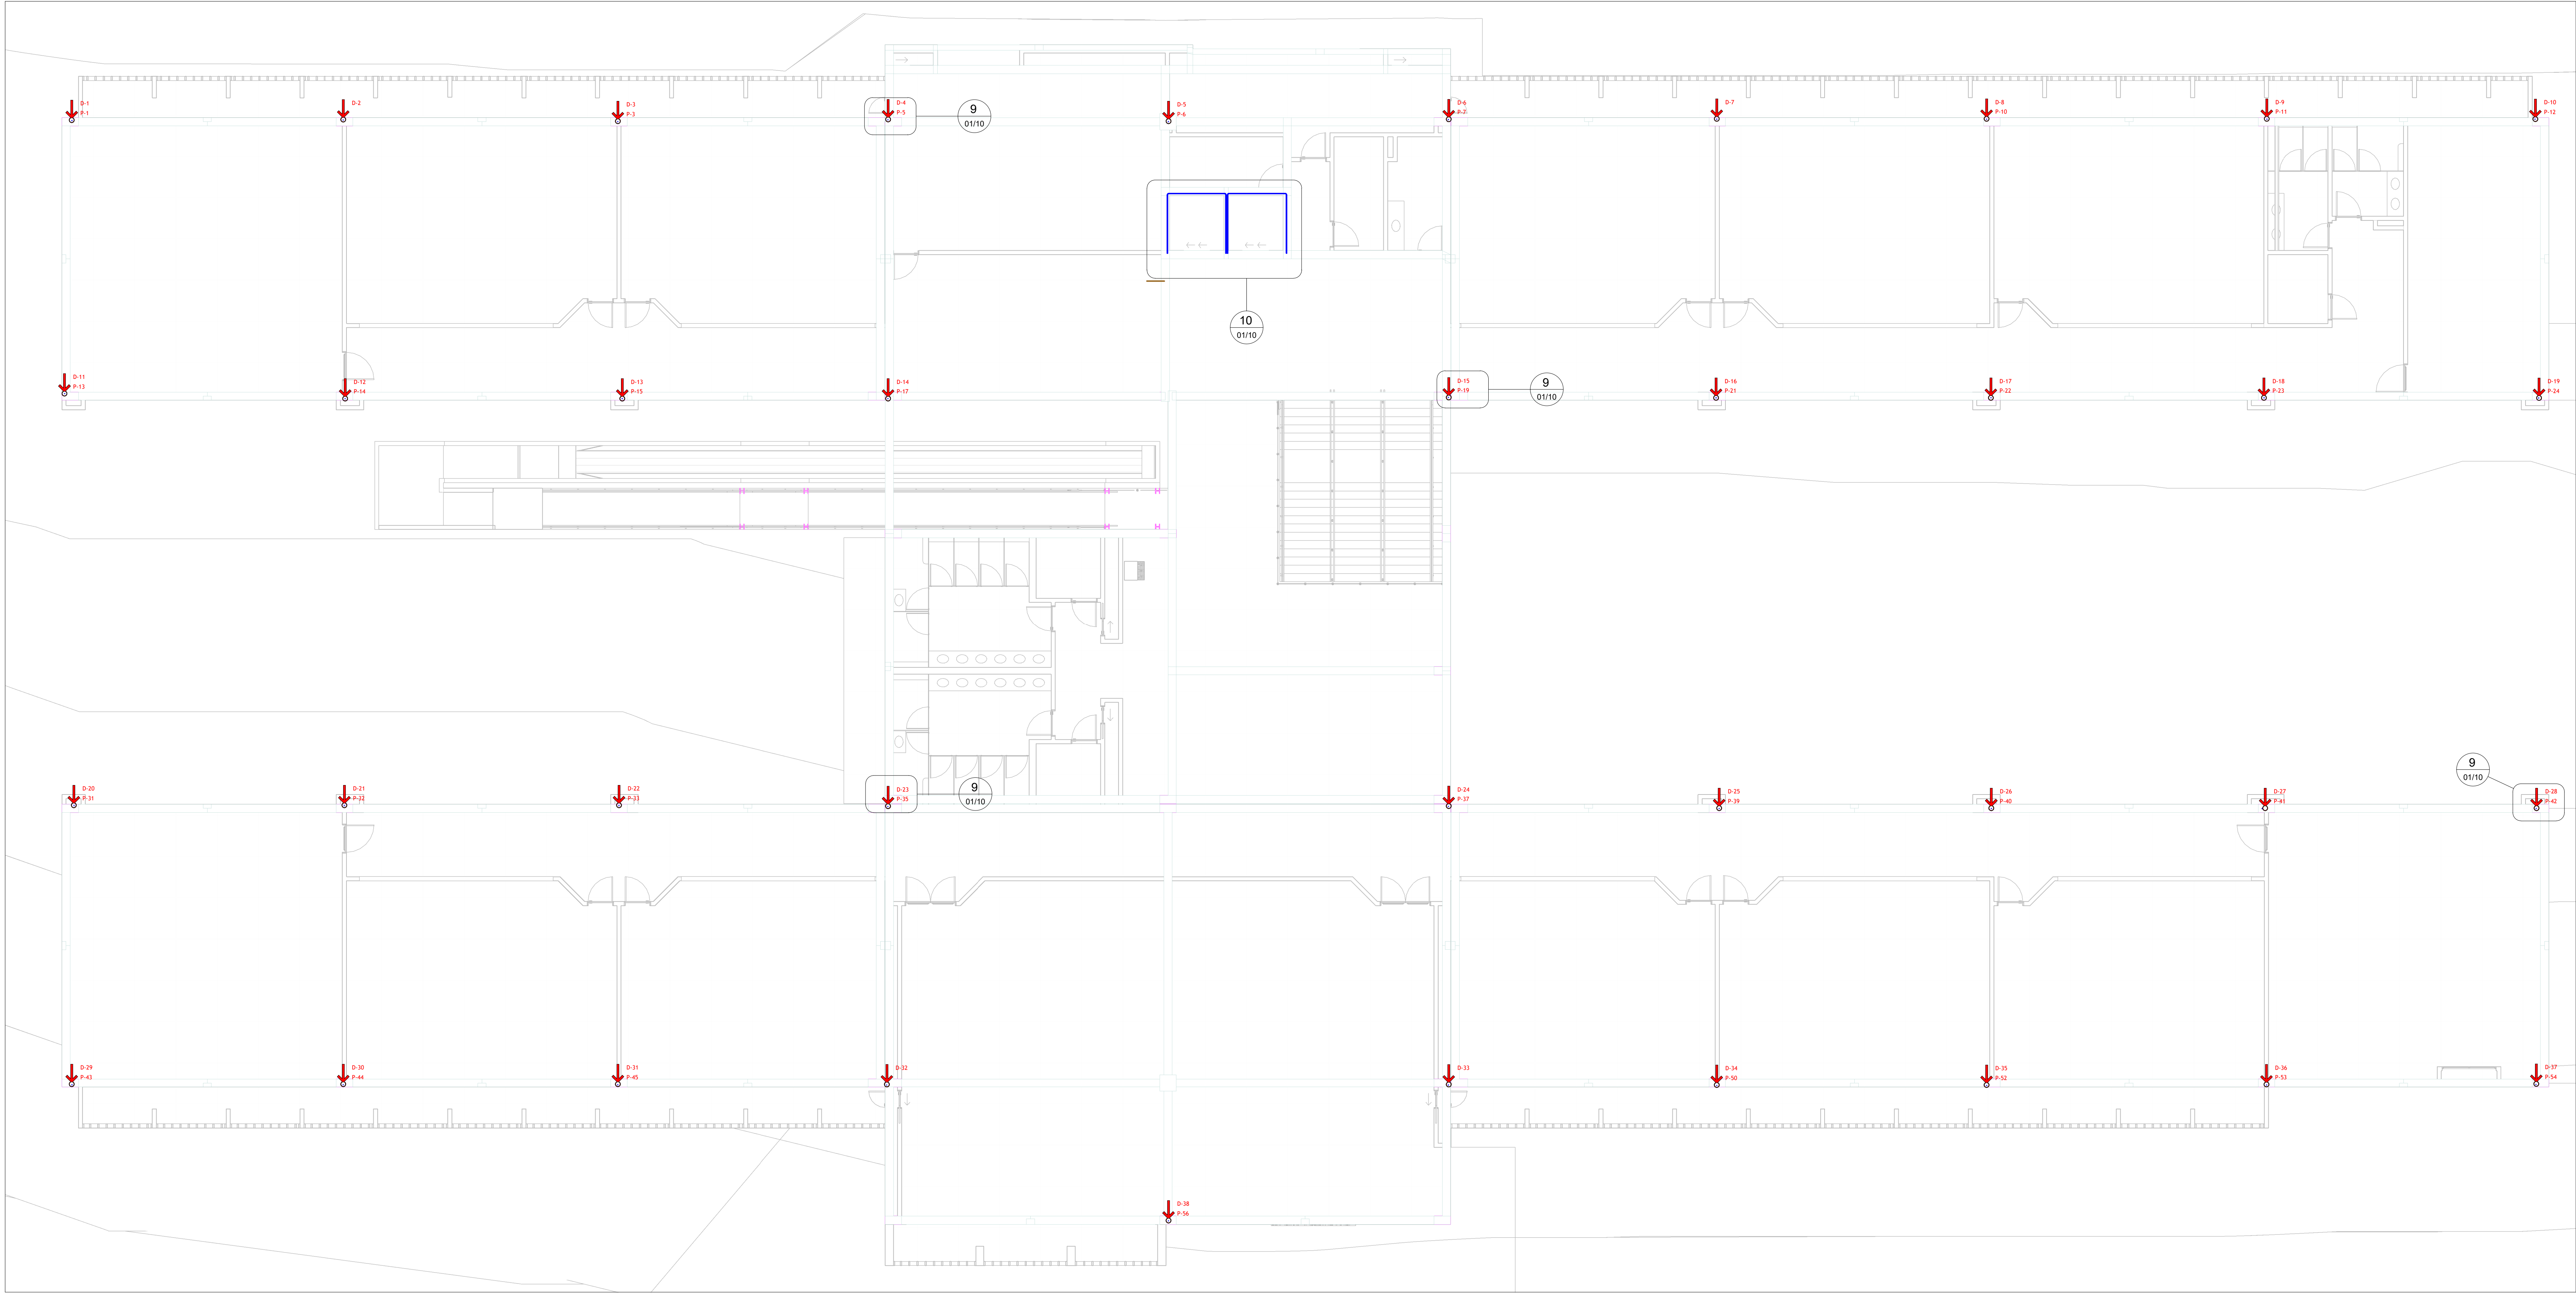 D-1
P-1
D-2
D-3
P-3
D-4
P-5
9
01/10
D-5
P-6
D-6
P-7
D-7
D-8
P-10
D-9
P-11
D-10
P-12
10
01/10
D-11
P-13
D-12
P-14
D-13
P-15
D-14
P-17
D-15
P-19
9
01/10
D-16
P-21
D-17
P-22
D-18
P-23
D-19
P-24
D-20
P-31
D-21
P-32
D-22
P-33
D-23
P-35
9
01/10
D-24
P-37
D-25
P-39
D-26
P-40
D-27
P-41
9
01/10
D-28
P-42
D-29
P-43
D-30
P-44
D-31
P-45
D-32
D-33
D-34
P-50
D-35
P-52
D-36
P-53
D-37
P-54
D-38
P-56